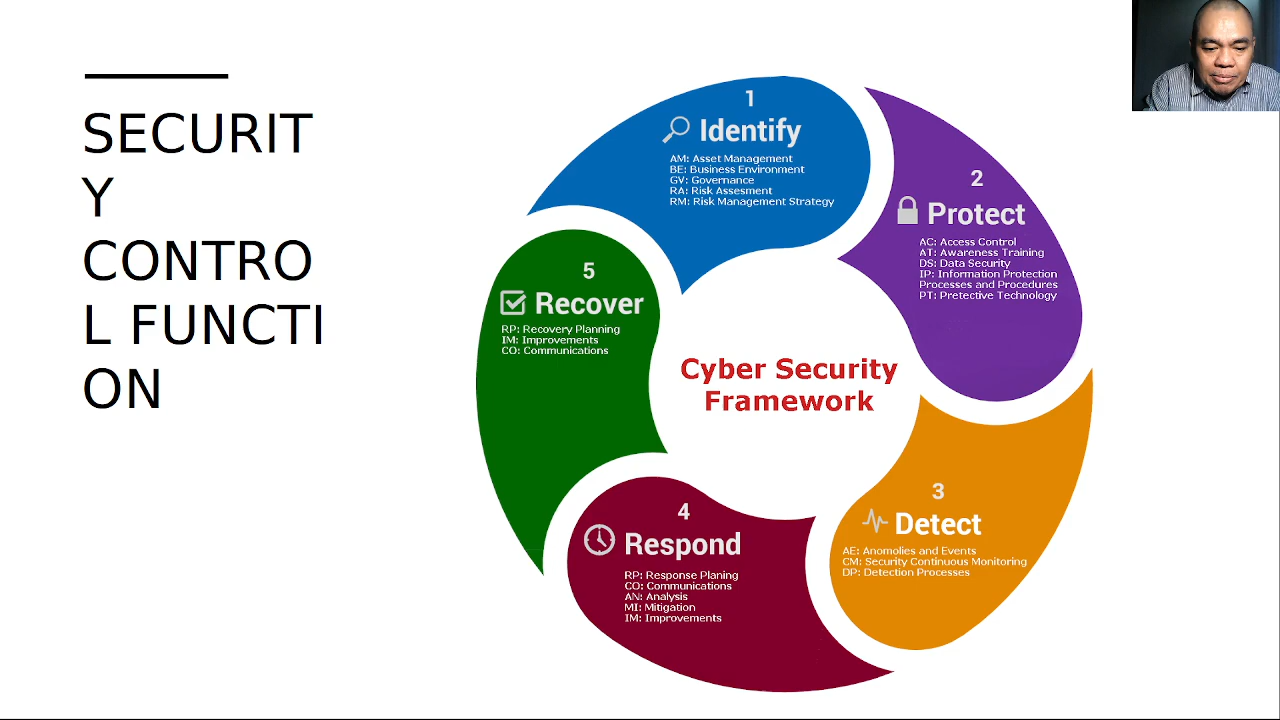 SECURIT
Y
CONTRO
L FUNCTI
ON
1
Identify
AM: Asset Management
BE: Business Environment
GV: Governance
RA: Risk Assesment
RM: Risk Management Strategy
2
Protect
AC: Access Control
AT: Awareness Training
DS: Data Security
IP: Information Protection
Processes and Procedures
PT: Pretective Technology
3
Detect
AE: Anomolies and Events
CM: Security Continuous Monitoring
DP: Detection Processes
4
Respond
RP: Response Planing
CO: Communications
AN: Analysis
MI: Mitigation
IM: Improvements
5
Recover
RP: Recovery Planning
IM: Improvements
CO: Communications
Cyber Security
Framework